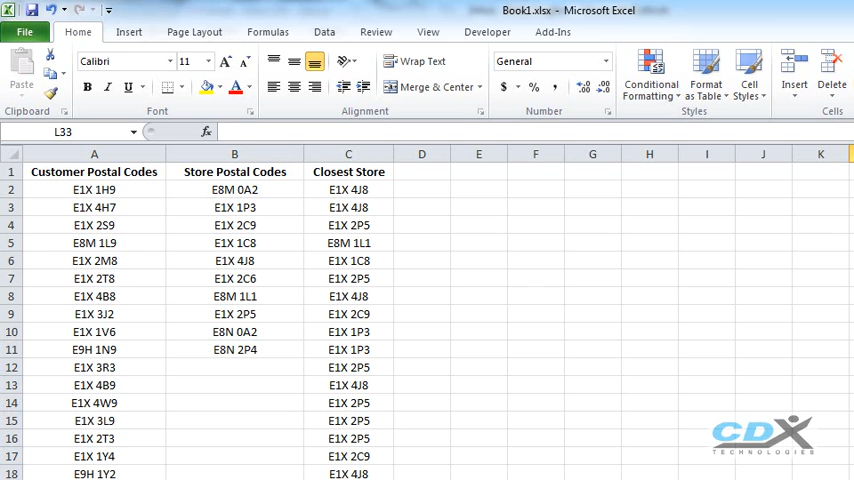 Book1.xlsx - Microsoft Excel
File Home Insert Page Layout Formulas Data Review View Developer Add-Ins
Calibri 11 Wrap Text General
Paste B I U Merge & Center $ % , Conditional Formatting Format as Table Cell Styles Insert Delete
Clipboard Font Alignment Number Styles Cells
L33 fx
A B C D E F G H I J K
1 Customer Postal Codes Store Postal Codes Closest Store
2 E1X 1H9 E8M 0A2 E1X 4J8
3 E1X 4H7 E1X 1P3 E1X 4J8
4 E1X 2S9 E1X 2C9 E1X 2P5
5 E8M 1L9 E1X 1C8 E8M 1L1
6 E1X 2M8 E1X 4J8 E1X 1C8
7 E1X 2T8 E1X 2C6 E1X 2P5
8 E1X 4B8 E8M 1L1 E1X 4J8
9 E1X 3J2 E1X 2P5 E1X 2C9
10 E1X 1V6 E8N 0A2 E1X 1P3
11 E9H 1N9 E8N 2P4 E1X 1P3
12 E1X 3R3 E1X 2P5
13 E1X 4B9 E1X 4J8
14 E1X 4W9 E1X 2P5
15 E1X 3L9 E1X 2P5
16 E1X 2T3 E1X 2P5
17 E1X 1Y4 E1X 2C9
18 E9H 1Y2 E1X 4J8
CDX
TECHNOLOGIES